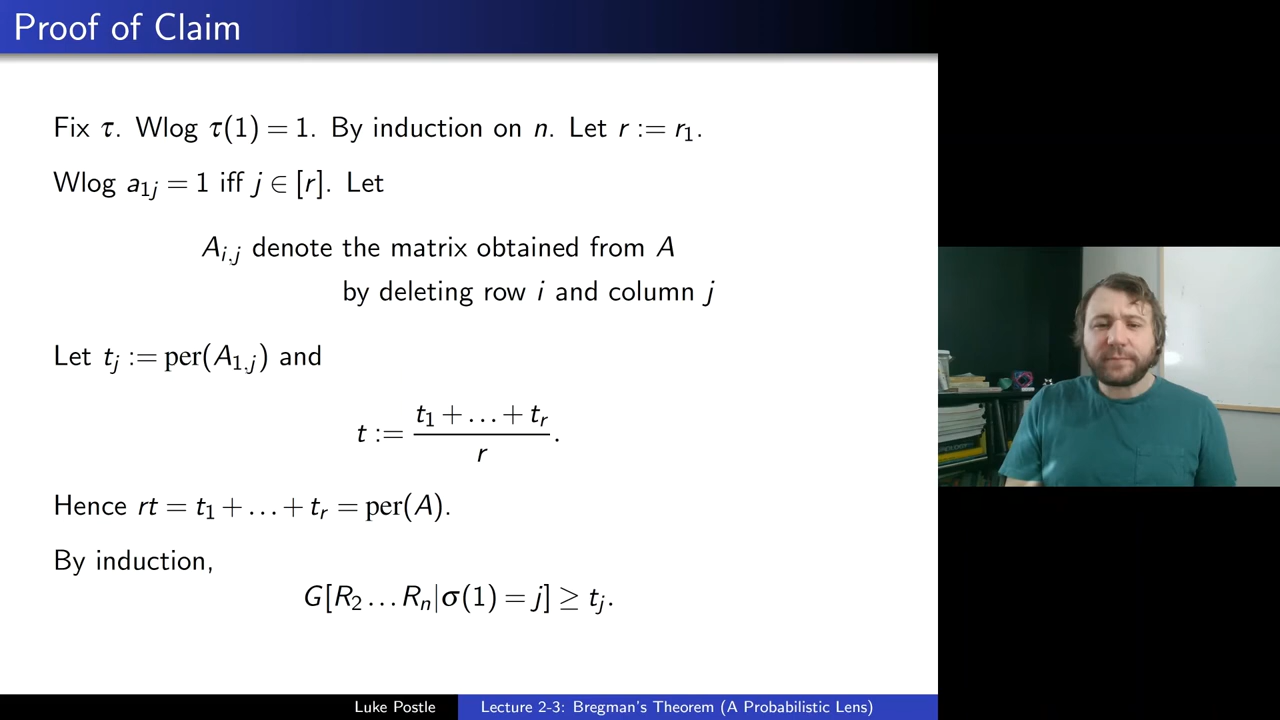 Proof of Claim
Fix τ. Wlog τ(1) = 1. By induction on n. Let r := r₁.
Wlog a₁ⱼ = 1 iff j ∈ [r]. Let
Aᵢ,ⱼ denote the matrix obtained from A
by deleting row i and column j
Let tⱼ := per(A₁,ⱼ) and
t := (t₁ + … + tᵣ) / r.
Hence rt = t₁ + … + tᵣ = per(A).
By induction,
G[R₂ … Rₙ|σ(1) = j] ≥ tⱼ.
Luke Postle Lecture 2-3: Bregman's Theorem (A Probabilistic Lens)